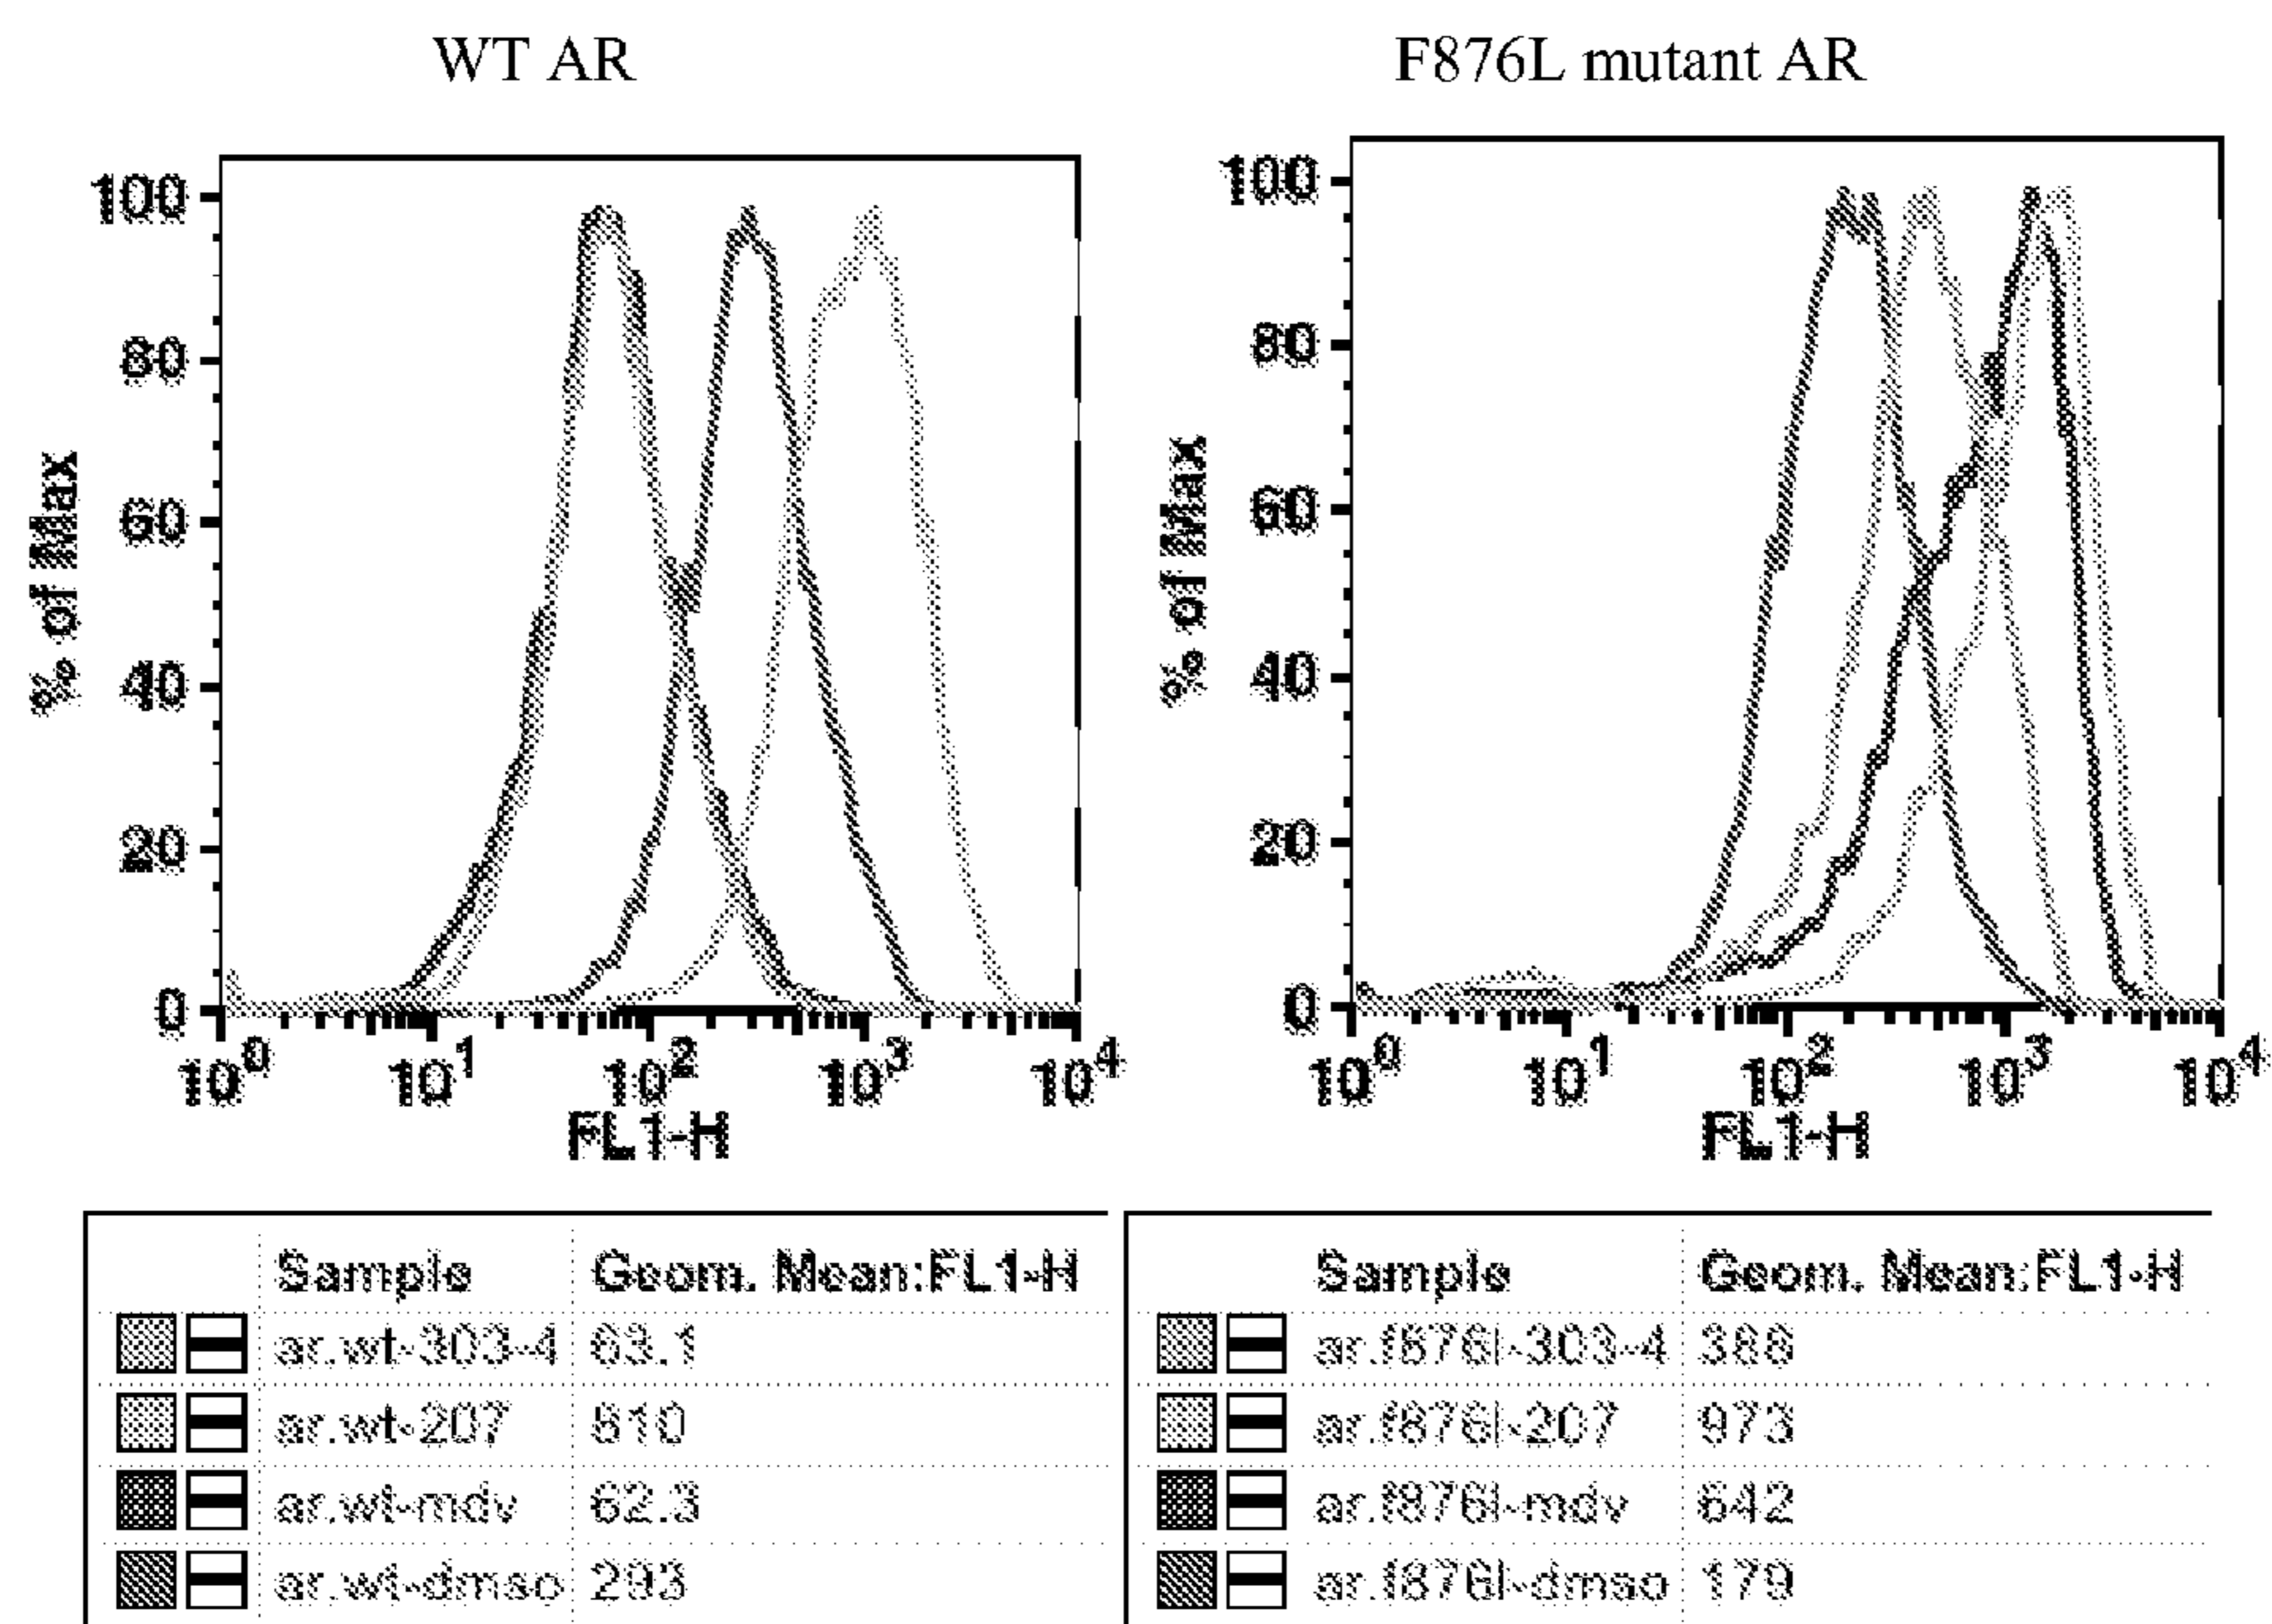 WT AR
F876L mutant AR
% of Max
100
80
60
40
20
0
10^0 10^1 10^2 10^3 10^4
FL1-H
% of Max
100
80
60
40
20
0
10^0 10^1 10^2 10^3 10^4
FL1-H
Sample Geom. Mean:FL1-H
ar.wt-303-4 63.1
ar.wt-207 810
ar.wt-mdv 62.3
ar.wt-dmso 293
Sample Geom. Mean:FL1-H
ar.f876l-303-4
ar.f876l-207 973
ar.f876l-mdv 642
ar.f876l-dmso 179